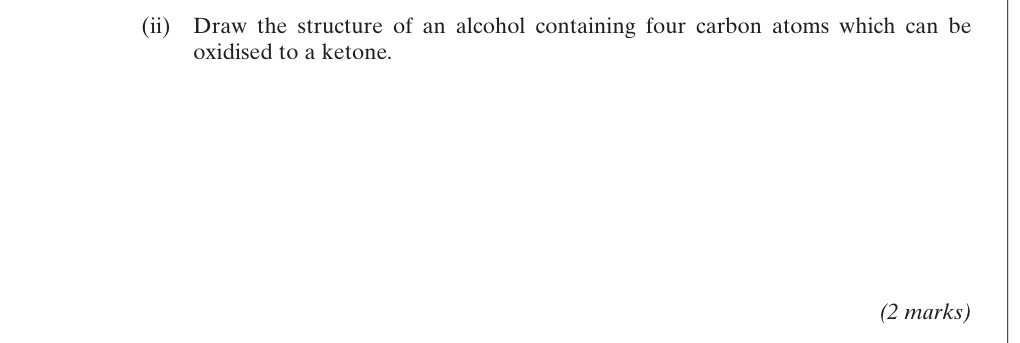 (ii) Draw the structure of an alcohol containing four carbon atoms which can be
oxidised to a ketone.
(2 marks)